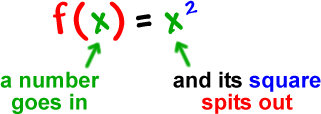 f(x) = x²
a number
goes in
and its square
spits out